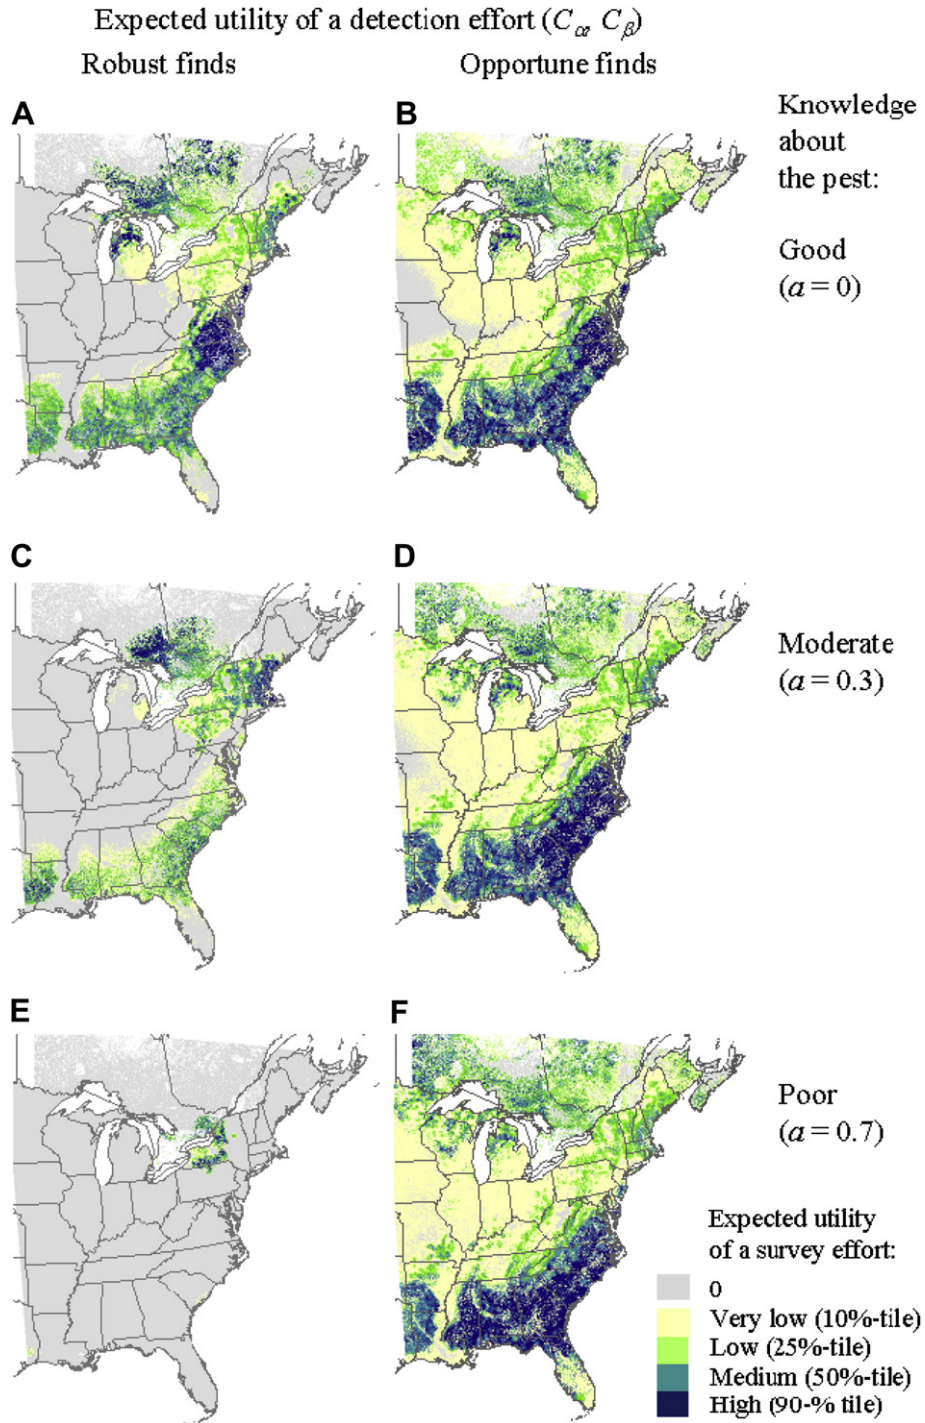 Expected utility of a detection effort (Cα, Cβ)
Robust finds
Opportune finds
A
B
Knowledge
about
the pest:
Good
(a = 0)
C
D
Moderate
(a = 0.3)
E
F
Poor
(a = 0.7)
Expected utility
of a survey effort:
0
Very low (10%-tile)
Low (25%-tile)
Medium (50%-tile)
High (90-% tile)